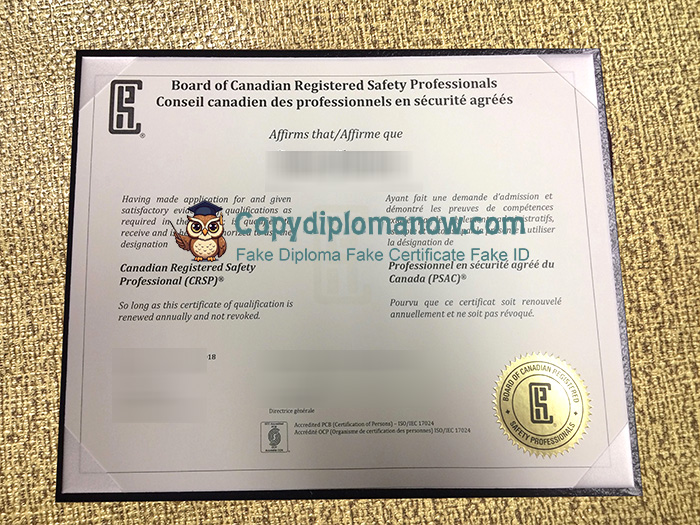 Board of Canadian Registered Safety Professionals
Conseil canadien des professionnels en sécurité agréés
®
Affirms that/Affirme que
Having made application for and given
satisfactory qualifications as
required in
receive and is
designation
Canadian Registered Safety
Professional (CRSP)®
So long as this certificate of qualification is
renewed annually and not revoked.
Ayant fait une demande d'admission et
démontré les preuves de compétences
utiliser
la désignation de
Professionnel en sécurité agréé du
Canada (PSAC)®
Pourvu que ce certificat soit renouvelé
annuellement et ne soit pas révoqué.
Copydiplomanow.com
Fake Diploma Fake Certificate Fake ID
018
Directrice générale
Accredited PCB (Certification of Persons) – ISO/IEC 17024
Accrédité OCP (Organisme de certification des personnes) ISO/IEC 17024
BOARD OF CANADIAN REGISTERED
SAFETY PROFESSIONALS